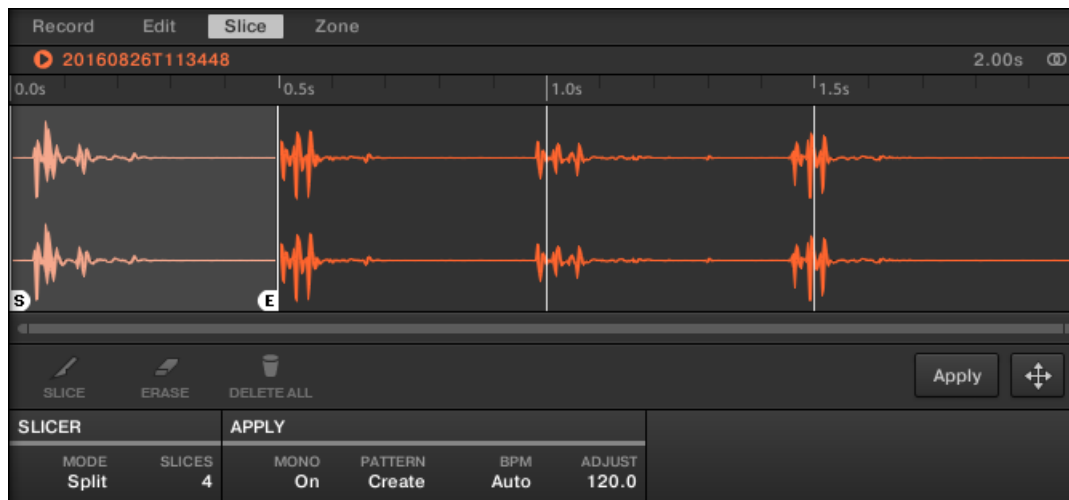 Record Edit Slice Zone
20160826T113448 2.00s
0.0s 0.5s 1.0s 1.5s
S E
SLICE ERASE DELETE ALL Apply
SLICER APPLY
MODE SLICES MONO PATTERN BPM ADJUST
Split 4 On Create Auto 120.0